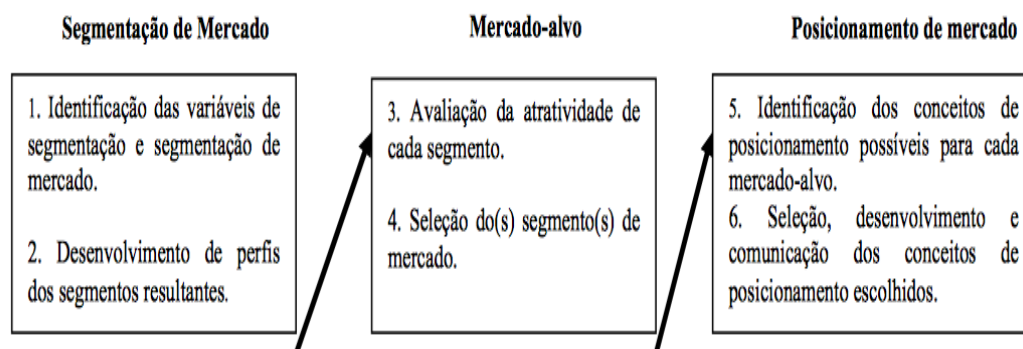 Segmentação de Mercado
1. Identificação das variáveis de
segmentação e segmentação de
mercado.
2. Desenvolvimento de perfis
dos segmentos resultantes.
Mercado-alvo
3. Avaliação da atratividade de
cada segmento.
4. Seleção do(s) segmento(s) de
mercado.
Posicionamento de mercado
5. Identificação dos conceitos de
posicionamento possíveis para cada
mercado-alvo.
6. Seleção, desenvolvimento e
comunicação dos conceitos de
posicionamento escolhidos.